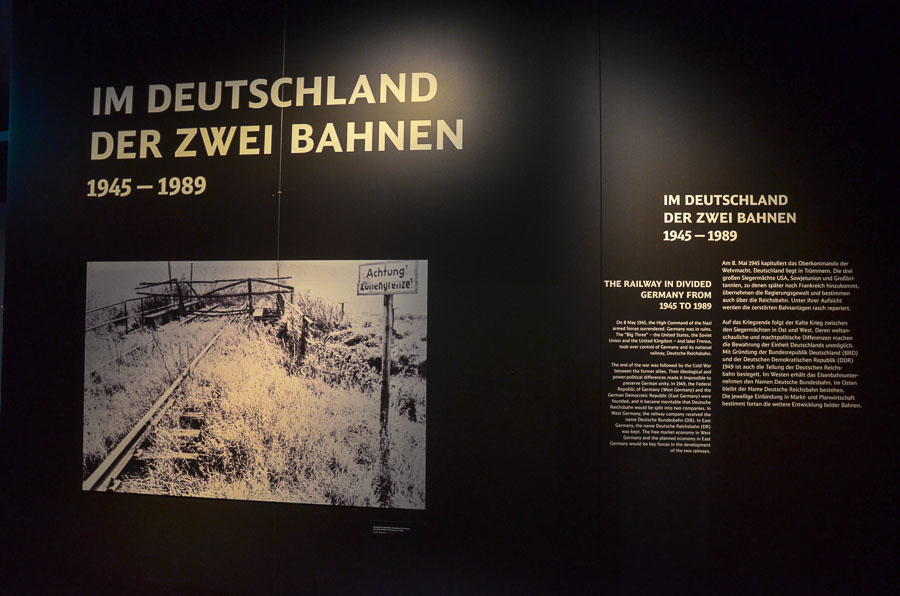 IM DEUTSCHLAND
DER ZWEI BAHNEN
1945 — 1989
Achtung!
Zonengrenze!
IM DEUTSCHLAND
DER ZWEI BAHNEN
1945 — 1989
THE RAILWAY IN DIVIDED
GERMANY FROM
1945 TO 1989
On 8 May 1945, the High Command of the Nazi
armed forces surrendered. Germany was in ruins.
The "Big Three" – the United States, the Soviet
Union and the United Kingdom – and later France,
took over control of Germany and its national
railway, Deutsche Reichsbahn.
The end of the war was followed by the Cold War
between the former allies. Their ideological and
power-political differences made it impossible to
preserve German unity. In 1949, the Federal
Republic of Germany (West Germany) and the
German Democratic Republic (East Germany) were
founded, and it became inevitable that Deutsche
Reichsbahn would be split into two companies. In
West Germany, the railway company received the
name Deutsche Bundesbahn (DB). In East
Germany, the name Deutsche Reichsbahn (DR)
was kept. The free market economy in West
Germany and the planned economy in East
Germany would be key forces in the development
of the two railways.
Am 8. Mai 1945 kapituliert das Oberkommando der
Wehrmacht. Deutschland liegt in Trümmern. Die drei
großen Siegermächte USA, Sowjetunion und Großbri-
tannien, zu denen später noch Frankreich hinzukommt,
übernehmen die Regierungsgewalt und bestimmen
auch über die Reichsbahn. Unter ihrer Aufsicht
werden die zerstörten Bahnanlagen rasch repariert.
Auf das Kriegsende folgt der Kalte Krieg zwischen
den Siegermächten in Ost und West. Deren weltan-
schauliche und machtpolitische Differenzen machen
die Bewahrung der Einheit Deutschlands unmöglich.
Mit Gründung der Bundesrepublik Deutschland (BRD)
und der Deutschen Demokratischen Republik (DDR)
1949 ist auch die Teilung der Deutschen Reichs-
bahn besiegelt. Im Westen erhält das Eisenbahnunter-
nehmen den Namen Deutsche Bundesbahn. Im Osten
bleibt der Name Deutsche Reichsbahn bestehen.
Die jeweilige Einbindung in Markt- und Planwirtschaft
bestimmt fortan die weitere Entwicklung beider Bahnen.